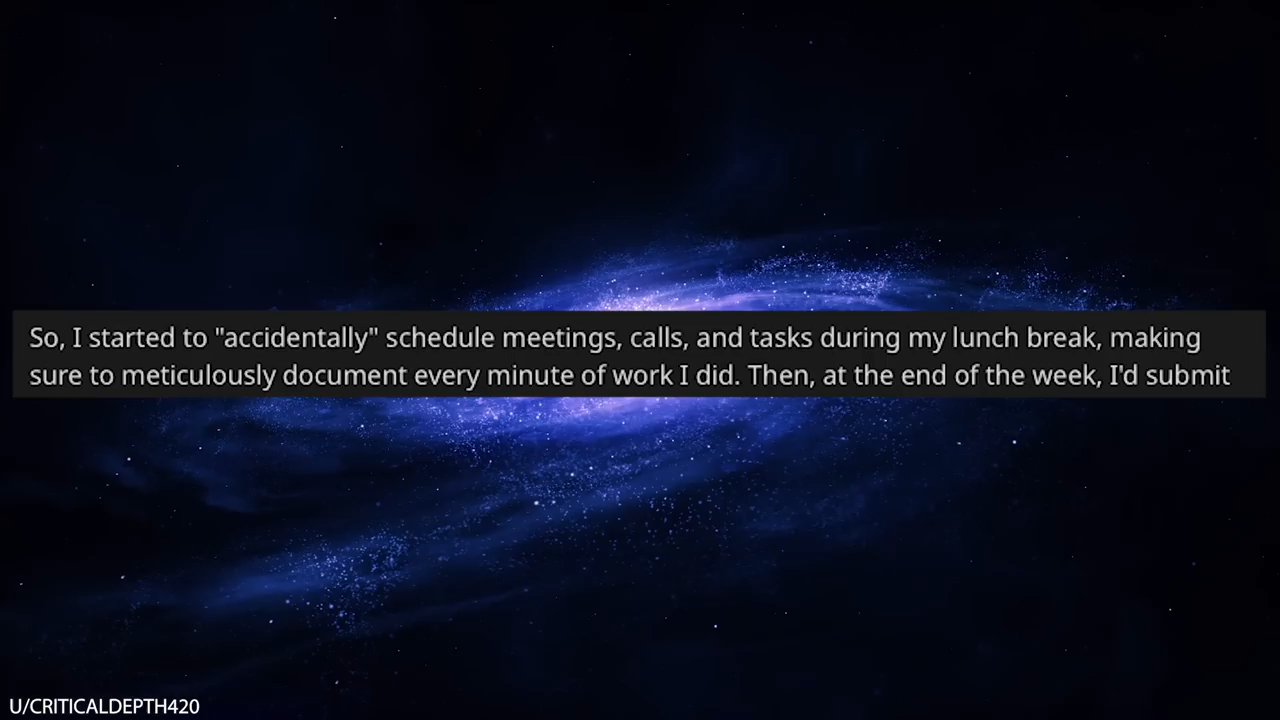 So, I started to "accidentally" schedule meetings, calls, and tasks during my lunch break, making
sure to meticulously document every minute of work I did. Then, at the end of the week, I'd submit
U/CRITICALDEPTH420